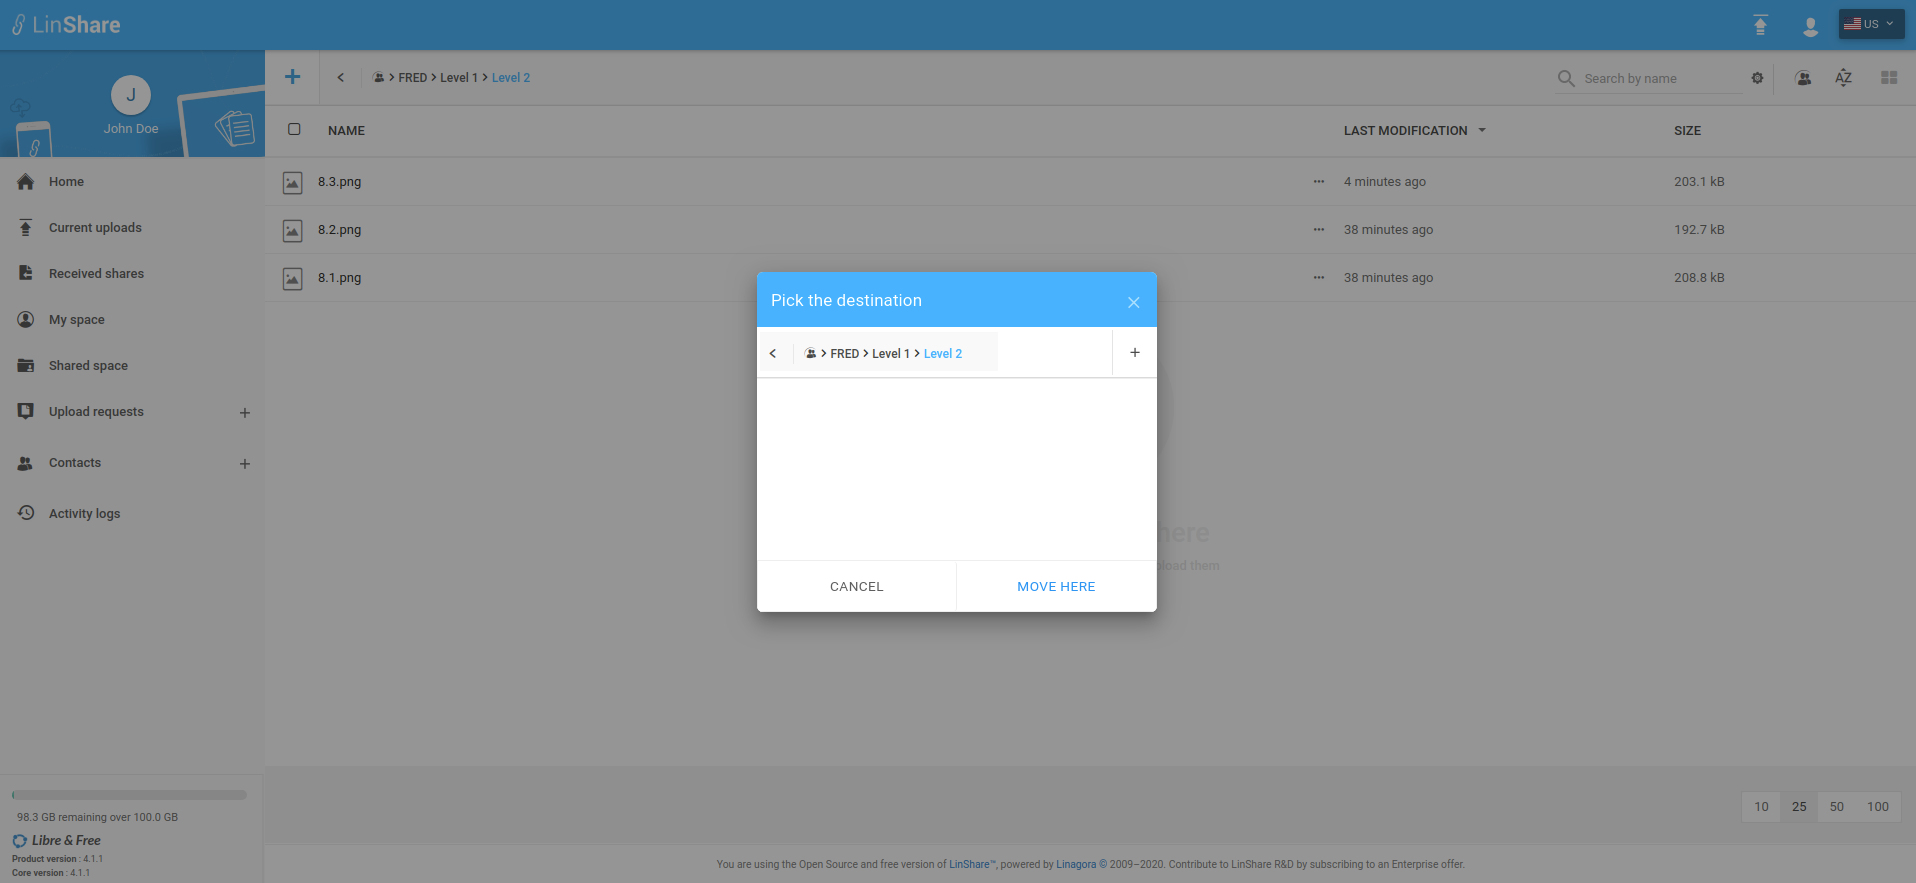 LinShare
US
J
John Doe
FRED Level 1 Level 2
Search by name
AZ
NAME
LAST MODIFICATION
SIZE
8.3.png
4 minutes ago
203.1 kB
8.2.png
38 minutes ago
192.7 kB
8.1.png
38 minutes ago
208.8 kB
Home
Current uploads
Received shares
My space
Shared space
Upload requests
Contacts
Activity logs
Pick the destination
FRED Level 1 Level 2
here
them
CANCEL
MOVE HERE
10 25 50 100
98.3 GB remaining over 100.0 GB
Libre & Free
Product version : 4.1.1
Core version : 4.1.1
You are using the Open Source and free version of LinShare™, powered by Linagora © 2009–2020. Contribute to LinShare R&D by subscribing to an Enterprise offer.